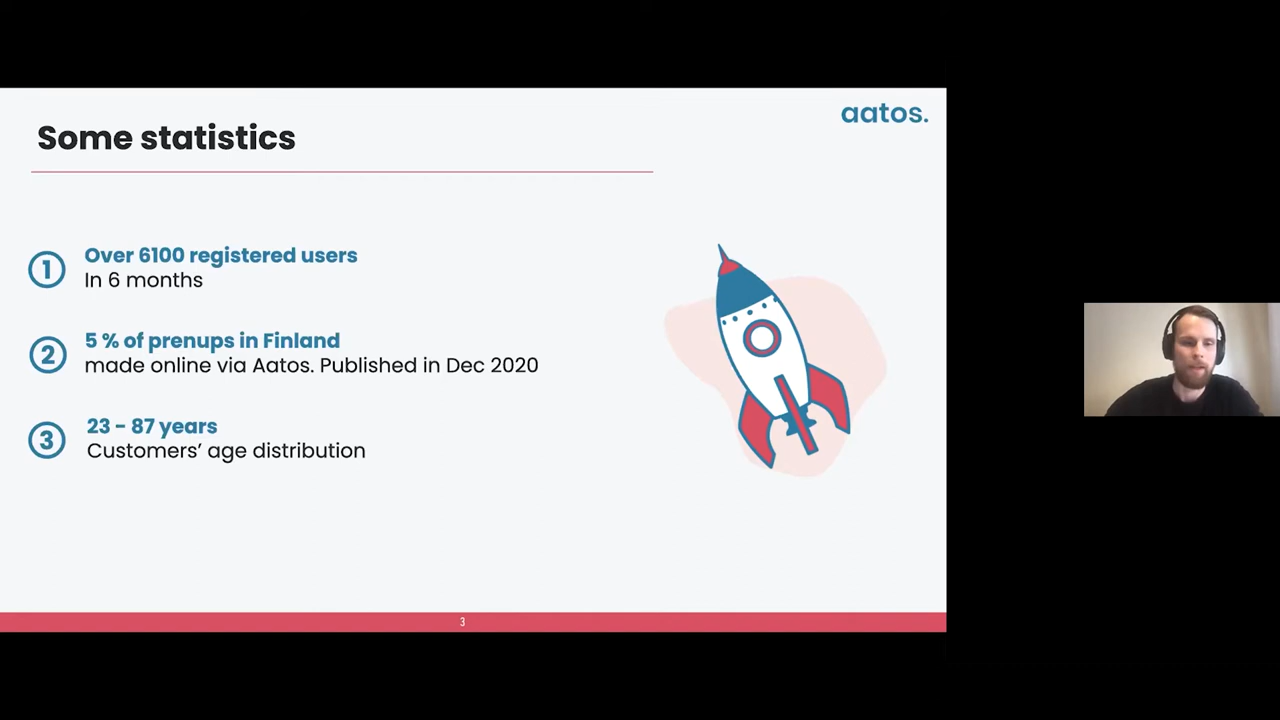 aatos.
Some statistics
1
Over 6100 registered users
In 6 months
2
5 % of prenups in Finland
made online via Aatos. Published in Dec 2020
3
23 - 87 years
Customers’ age distribution
3